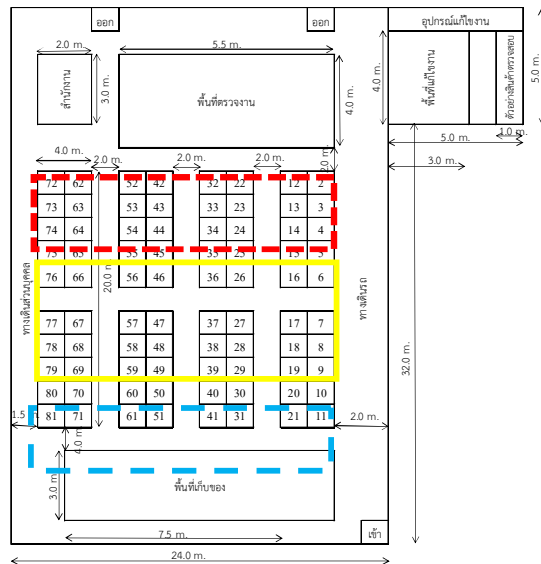 ออก ออก
อุปกรณ์แก้ไขงาน
2.0 m. 5.5 m.
สำนักงาน 3.0 m. พื้นที่ตรวจงาน 4.0 m. 4.0 m. พื้นที่แก้ไขงาน ตัวอย่างสินค้าตรวจสอบ 5.0 m.
1.0 m.
4.0 m. 2.0 m. 2.0 m. 2.0 m. 2.0 m. 5.0 m.
3.0 m.
72 62 52 42 32 22 12 2
73 63 53 43 33 23 13 3
74 64 54 44 34 24 14 4
75 65 55 45 35 25 15 5
76 66 56 46 36 26 16 6
ทางเดินส่วนบุคคล 20.0 m. ทางเดินรถ
77 67 57 47 37 27 17 7
78 68 58 48 38 28 18 8
79 69 59 49 39 29 19 9
32.0 m.
80 70 60 50 40 30 20 10
1.5 81 71 61 51 41 31 21 11 2.0 m.
4.0 m.
3.0 m. พื้นที่เก็บของ
7.5 m. เข้า
24.0 m.